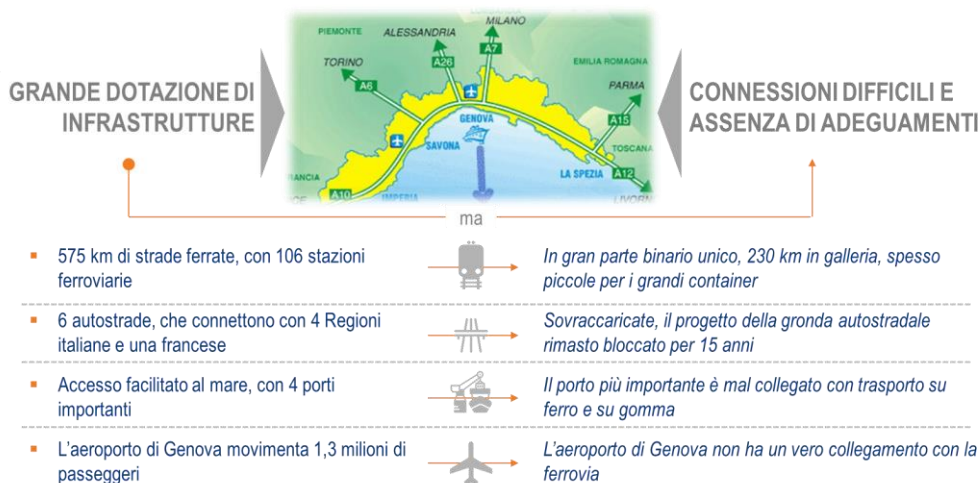 GRANDE DOTAZIONE DI
INFRASTRUTTURE
PIEMONTE
ALESSANDRIA
MILANO
A7
A26
TORINO
A6
EMILIA ROMAGNA
PARMA
A15
GENOVA
SAVONA
TOSCANA
LA SPEZIA
A12
A10
IMPERIA
LIVORN
CONNESSIONI DIFFICILI E
ASSENZA DI ADEGUAMENTI
ma
575 km di strade ferrate, con 106 stazioni
ferroviarie
In gran parte binario unico, 230 km in galleria, spesso
piccole per i grandi container
6 autostrade, che connettono con 4 Regioni
italiane e una francese
Sovraccaricate, il progetto della gronda autostradale
rimasto bloccato per 15 anni
Accesso facilitato al mare, con 4 porti
importanti
Il porto più importante è mal collegato con trasporto su
ferro e su gomma
L'aeroporto di Genova movimenta 1,3 milioni di
passeggeri
L'aeroporto di Genova non ha un vero collegamento con la
ferrovia